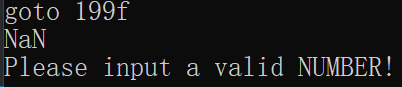 goto 199f
NaN
Please input a valid NUMBER!